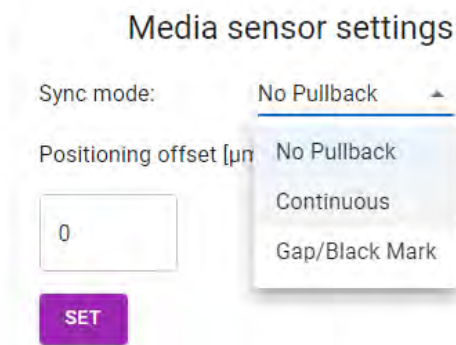 Media sensor settings
Sync mode: No Pullback
Positioning offset [µm No Pullback
Continuous
0
Gap/Black Mark
SET